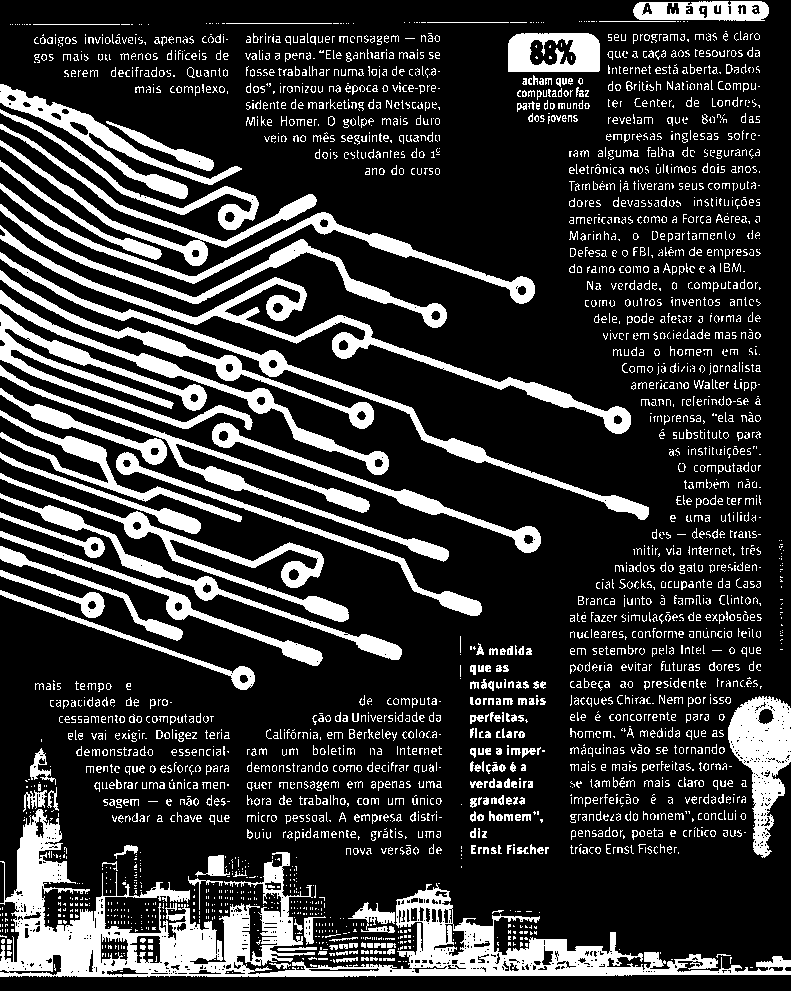 A Máquina
códigos invioláveis, apenas códi-
gos mais ou menos difíceis de
serem decifrados. Quanto
mais complexo,
mais tempo e
capacidade de pro-
cessamento do computador
ele vai exigir. Doligez teria
demonstrado essencial-
mente que o esforço para
quebrar uma única men-
sagem — e não des-
vendar a chave que
abriria qualquer mensagem — não
valia a pena. “Ele ganharia mais se
fosse trabalhar numa loja de calça-
dos”, ironizou na época o vice-pre-
sidente de marketing da Netscape,
Mike Homer. O golpe mais duro
veio no mês seguinte, quando
dois estudantes do 1º
ano do curso
de computa-
ção da Universidade da
Califórnia, em Berkeley coloca-
ram um boletim na Internet
demonstrando como decifrar qual-
quer mensagem em apenas uma
hora de trabalho, com um único
micro pessoal. A empresa distri-
buiu rapidamente, grátis, uma
nova versão de
88%
acham que o
computador faz
parte do mundo
dos jovens
“À medida
que as
máquinas se
tornam mais
perfeitas,
fica claro
que a imper-
feição é a
verdadeira
grandeza
do homem”,
diz
Ernst Fischer
seu programa, mas é claro
que a caça aos tesouros da
Internet está aberta. Dados
do British National Compu-
ter Center, de Londres,
revelam que 80% das
empresas inglesas sofre-
ram alguma falha de segurança
eletrônica nos últimos dois anos.
Também já tiveram seus computa-
dores devassados instituições
americanas como a Força Aérea, a
Marinha, o Departamento de
Defesa e o FBI, além de empresas
do ramo como a Apple e a IBM.
Na verdade, o computador,
como outros inventos antes
dele, pode afetar a forma de
viver em sociedade mas não
muda o homem em si.
Como já dizia o jornalista
americano Walter Lipp-
mann, referindo-se à
imprensa, “ela não
é substituto para
as instituições”.
O computador
também não.
Ele pode ter mil
e uma utilida-
des — desde trans-
mitir, via Internet, três
miados do gato presiden-
cial Socks, ocupante da Casa
Branca junto à família Clinton,
até fazer simulações de explosões
nucleares, conforme anúncio feito
em setembro pela Intel — o que
poderia evitar futuras dores de
cabeça ao presidente francês,
Jacques Chirac. Nem por isso
ele é concorrente para o
homem. “À medida que as
máquinas vão se tornando
mais e mais perfeitas, torna-
se também mais claro que a
imperfeição é a verdadeira
grandeza do homem”, conclui o
pensador, poeta e crítico aus-
tríaco Ernst Fischer.